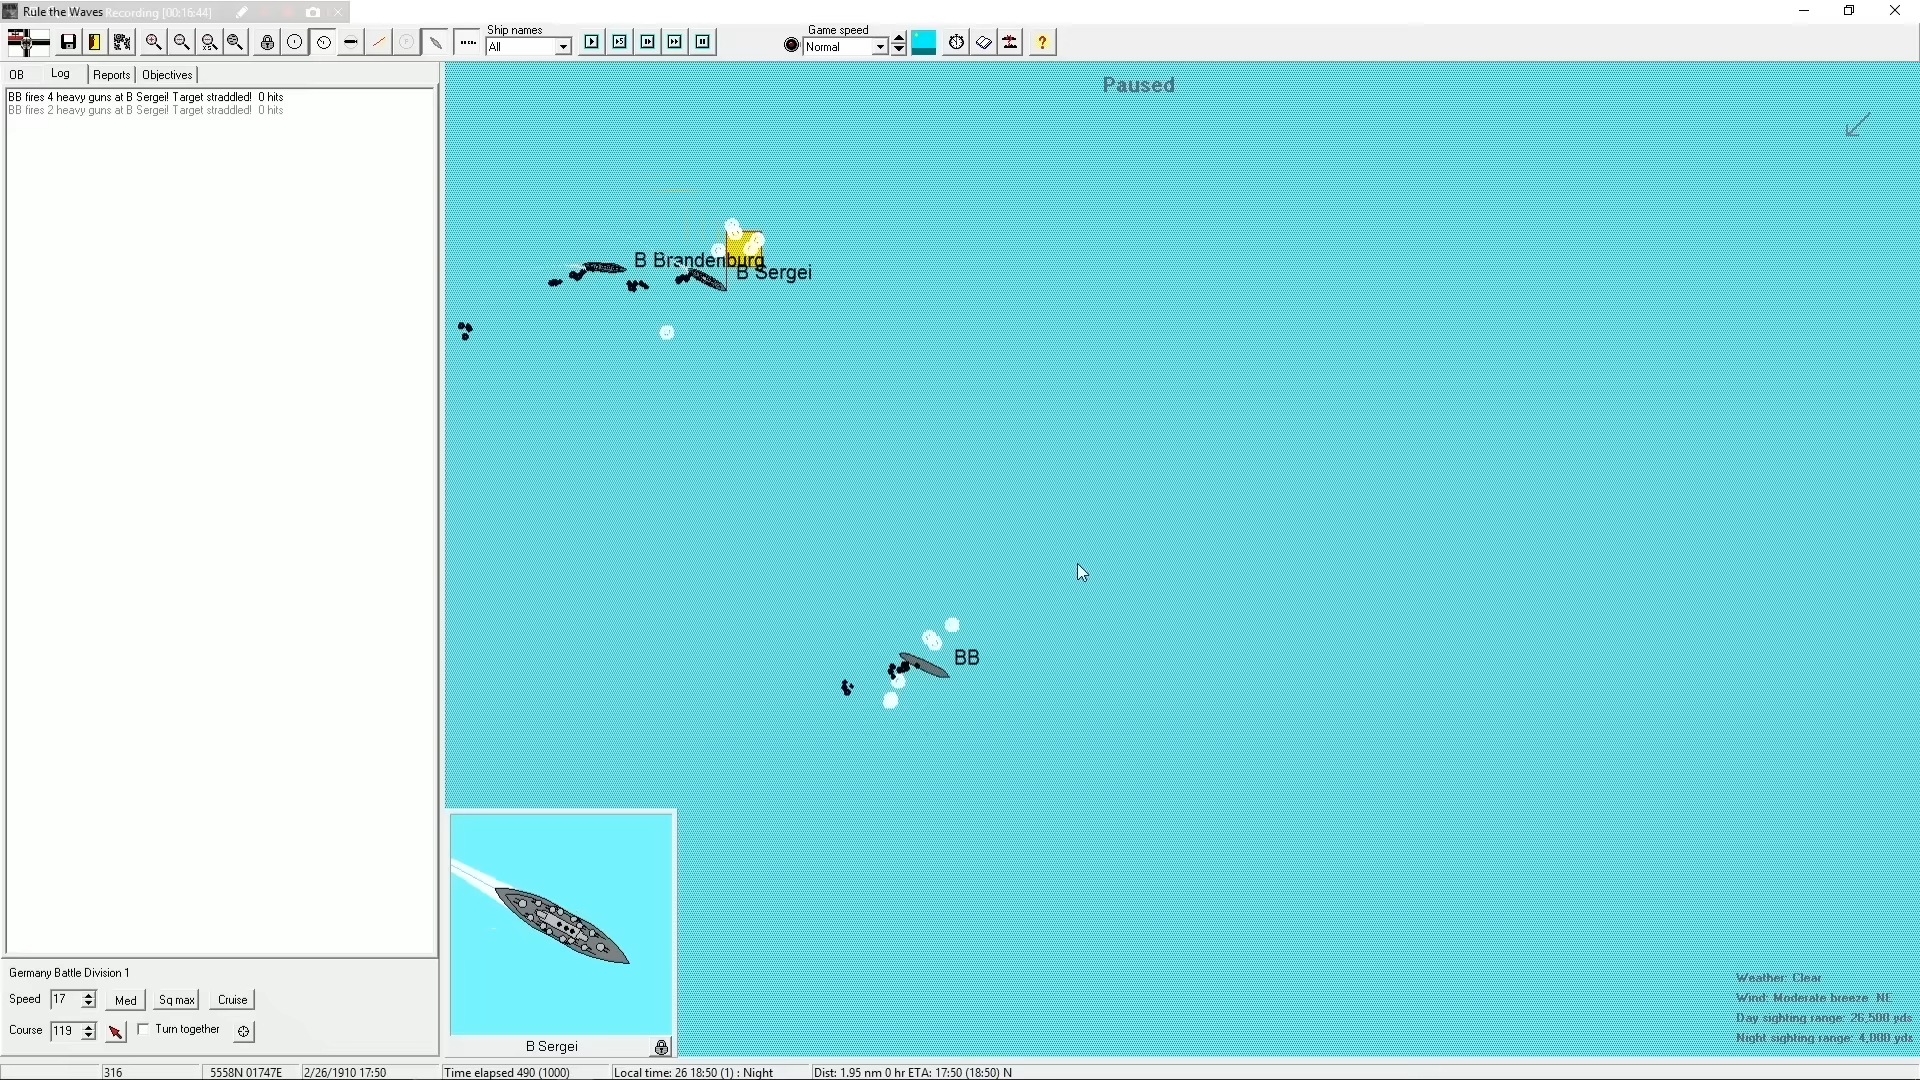 Rule the Waves Recording [00:16:44]
Ship names
All
Game speed
Normal
OB Log Reports Objectives
BB fires 4 heavy guns at B Sergei! Target straddled! 0 hits
BB fires 2 heavy guns at B Sergei! Target straddled! 0 hits
Paused
B Brandenburg
B Sergei
BB
Germany Battle Division 1
Speed 17 Med Sq max Cruise
Course 119 Turn together
B Sergei
Weather: Clear
Wind: Moderate breeze NE
Day sighting range: 26,500 yds
Night sighting range: 4,000 yds
316 5558N 01747E 2/26/1910 17:50 Time elapsed 490 (1000) Local time: 26 18:50 (1) : Night Dist: 1.95 nm 0 hr ETA: 17:50 (18:50) N